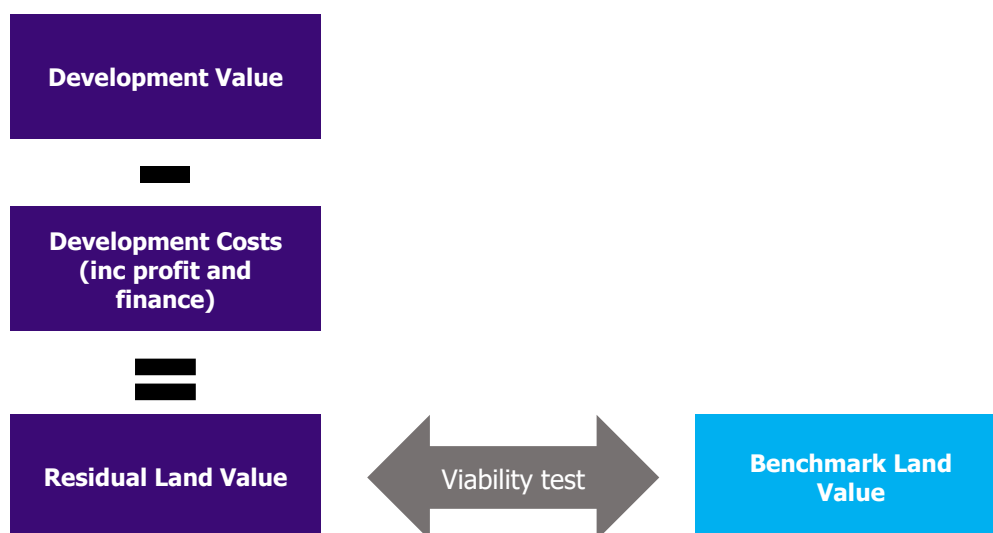 Development Value
Development Costs
(inc profit and
finance)
Residual Land Value
Viability test
Benchmark Land
Value